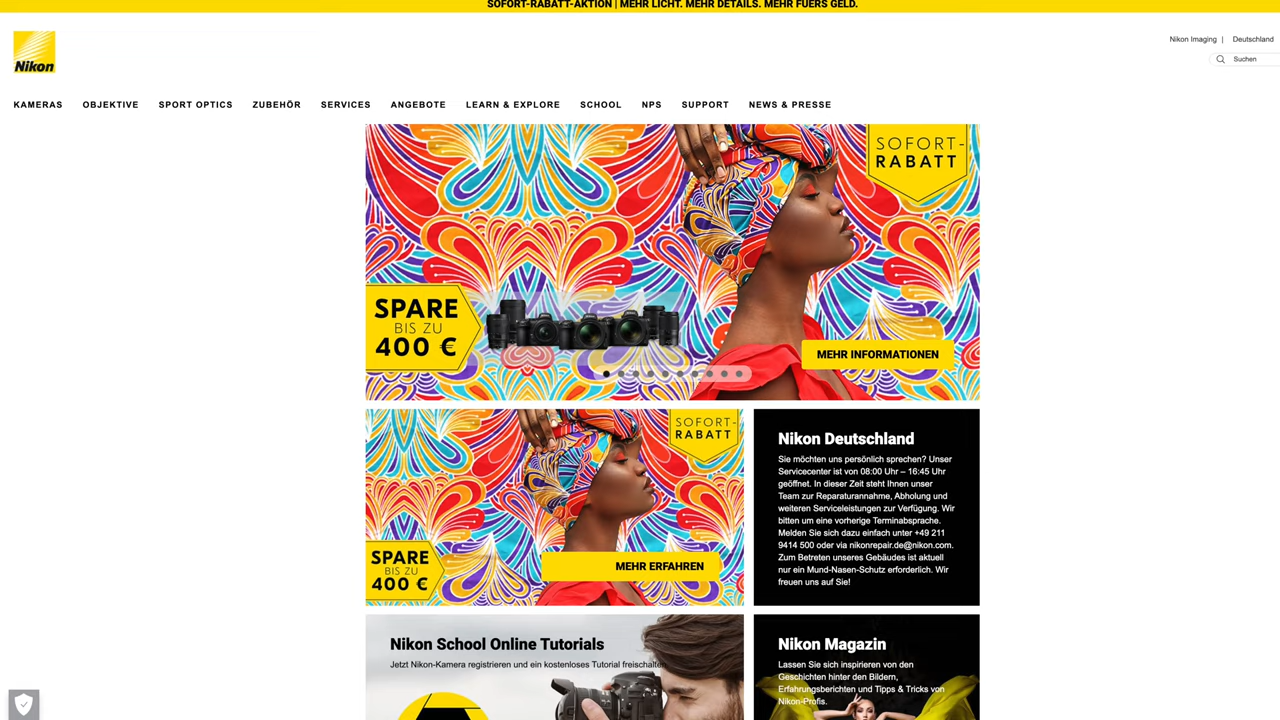 SOFORT-RABATT-AKTION | MEHR LICHT. MEHR DETAILS. MEHR FÜRS GELD.
Nikon
Nikon Imaging | Deutschland
Suchen
KAMERAS OBJEKTIVE SPORT OPTICS ZUBEHÖR SERVICES ANGEBOTE LEARN & EXPLORE SCHOOL NPS SUPPORT NEWS & PRESSE
SOFORT-
RABATT
SPARE
BIS ZU
400 €
MEHR INFORMATIONEN
SOFORT-
RABATT
SPARE
BIS ZU
400 €
MEHR ERFAHREN
Nikon Deutschland
Sie möchten uns persönlich sprechen? Unser
Servicecenter ist von 08:00 Uhr – 16:45 Uhr
geöffnet. In dieser Zeit steht Ihnen unser
Team zur Reparaturannahme, Abholung und
weiteren Serviceleistungen zur Verfügung. Wir
bitten um eine vorherige Terminabsprache.
Melden Sie sich dazu einfach unter +49 211
9414 500 oder via nikonrepair.de@nikon.com.
Zum Betreten unseres Gebäudes ist aktuell
nur ein Mund-Nasen-Schutz erforderlich. Wir
freuen uns auf Sie!
Nikon School Online Tutorials
Jetzt Nikon-Kamera registrieren und ein kostenloses Tutorial freischalten
Nikon Magazin
Lassen Sie sich inspirieren von den
Geschichten hinter den Bildern,
Erfahrungsberichten und Tipps & Tricks von
Nikon-Profis.